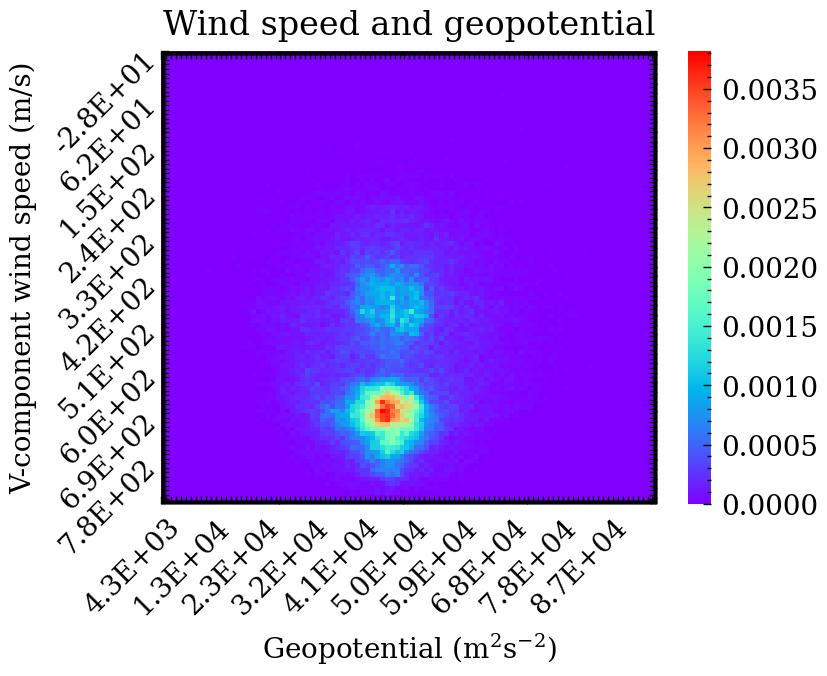 Wind speed and geopotential
V-component wind speed (m/s)
-2.8E+01
6.2E+01
1.5E+02
2.4E+02
3.3E+02
4.2E+02
5.1E+02
6.0E+02
6.9E+02
7.8E+02
4.3E+03
1.3E+04
2.3E+04
3.2E+04
4.1E+04
5.0E+04
5.9E+04
6.8E+04
7.8E+04
8.7E+04
Geopotential (m²s⁻²)
0.0035
0.0030
0.0025
0.0020
0.0015
0.0010
0.0005
0.0000